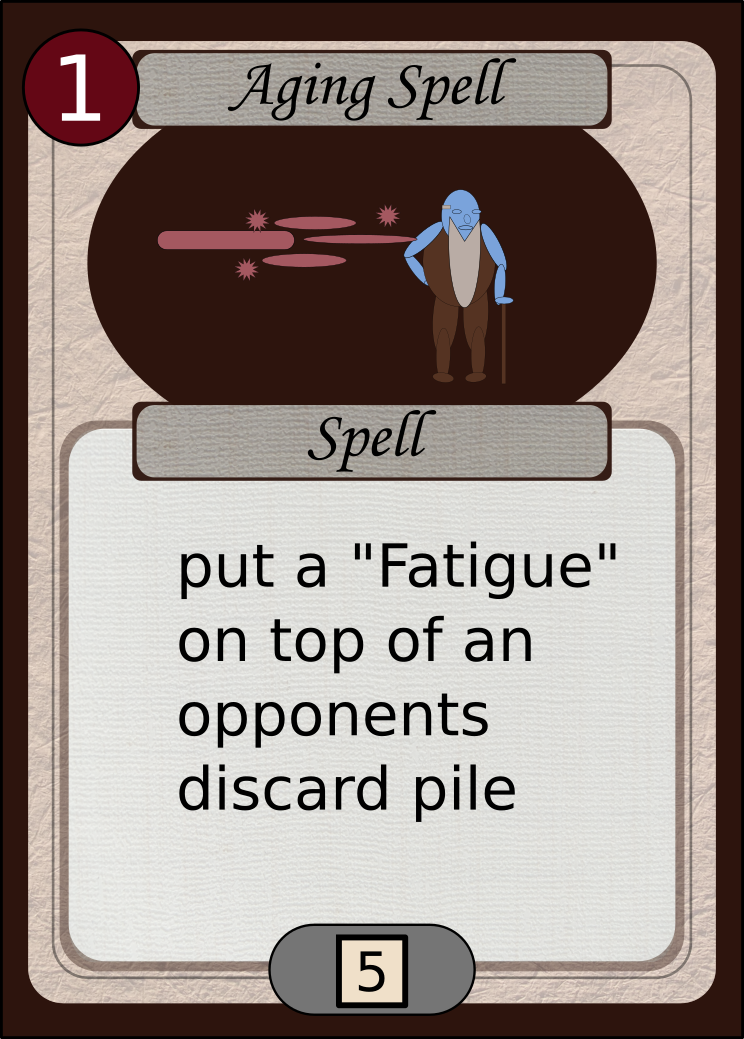 1
Aging Spell
Spell
put a "Fatigue"
on top of an
opponents
discard pile
5